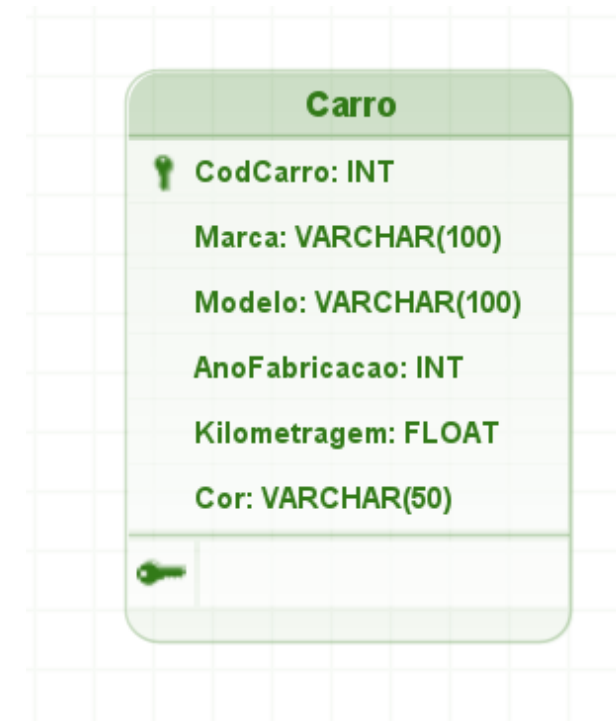 Carro
CodCarro: INT
Marca: VARCHAR(100)
Modelo: VARCHAR(100)
AnoFabricacao: INT
Kilometragem: FLOAT
Cor: VARCHAR(50)